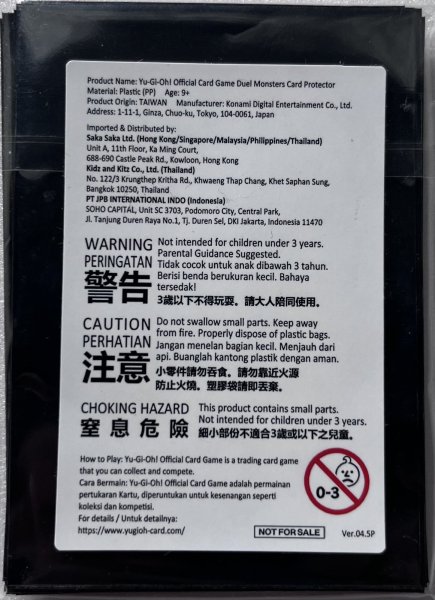 Product Name: Yu-Gi-Oh! Official Card Game Duel Monsters Card Protector
Material: Plastic (PP) Age: 9+
Product Origin: TAIWAN Manufacturer: Konami Digital Entertainment Co., Ltd.
Address: 1-11-1, Ginza, Chuo-ku, Tokyo, 104-0061, Japan
Imported & Distributed by:
Saka Saka Ltd. (Hong Kong/Singapore/Malaysia/Philippines/Thailand)
Unit A, 11th Floor, Ka Ming Court,
688-690 Castle Peak Rd., Kowloon, Hong Kong
Kidz and Kitz Co., Ltd. (Thailand)
No. 122/3 Krungthep Kritha Rd., Khwaeng Thap Chang, Khet Saphan Sung,
Bangkok 10250, Thailand
PT JPB INTERNATIONAL INDO (Indonesia)
SOHO CAPITAL, Unit SC 3703, Podomoro City, Central Park,
Jl. Tanjung Duren Raya No.1, Tj. Duren Sel, DKI Jakarta, Indonesia 11470
WARNING
PERINGATAN
警告
Not intended for children under 3 years.
Parental Guidance Suggested.
Tidak cocok untuk anak dibawah 3 tahun.
Berisi benda berukuran kecil. Bahaya
tersedak!
3歲以下不得玩耍。請大人陪同使用。
CAUTION
PERHATIAN
注意
Do not swallow small parts. Keep away
from fire. Properly dispose of plastic bags.
Jangan menelan bagian kecil. Menjauh dari
api. Buanglah kantong plastik dengan aman.
小零件請勿吞食。請勿靠近火源
防止火燒。塑膠袋請即丟棄。
CHOKING HAZARD
窒息危險
This product contains small parts.
Not intended for children under 3 years.
細小部份不適合3歲或以下之兒童。
How to Play: Yu-Gi-Oh! Official Card Game is a trading card game
that you can collect and compete.
Cara Bermain: Yu-Gi-Oh! Official Card Game adalah permainan
pertukaran Kartu, diperuntukan untuk kesenangan seperti
koleksi dan kompetisi.
For details / Untuk detailnya:
https://www.yugioh-card.com/
0-3
NOT FOR SALE
Ver.04.5P